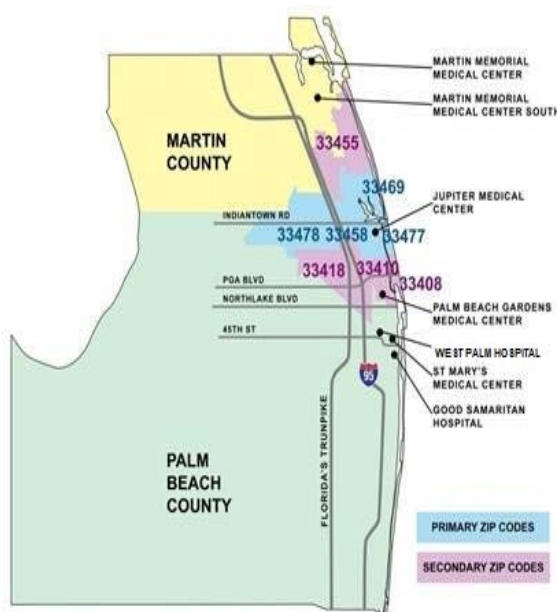 MARTIN MEMORIAL
MEDICAL CENTER
MARTIN MEMORIAL
MEDICAL CENTER SOUTH
33455
MARTIN
COUNTY
33469
JUPITER MEDICAL
CENTER
INDIANTOWN RD
33478
33458
33477
33418
33410
33408
PGA BLVD
NORTHLAKE BLVD
PALM BEACH GARDENS
MEDICAL CENTER
45TH ST
WEST PALM HOSPITAL
ST MARY'S
MEDICAL CENTER
95
GOOD SAMARITAN
HOSPITAL
FLORIDA'S TRUNPIKE
PALM
BEACH
COUNTY
PRIMARY ZIP CODES
SECONDARY ZIP CODES